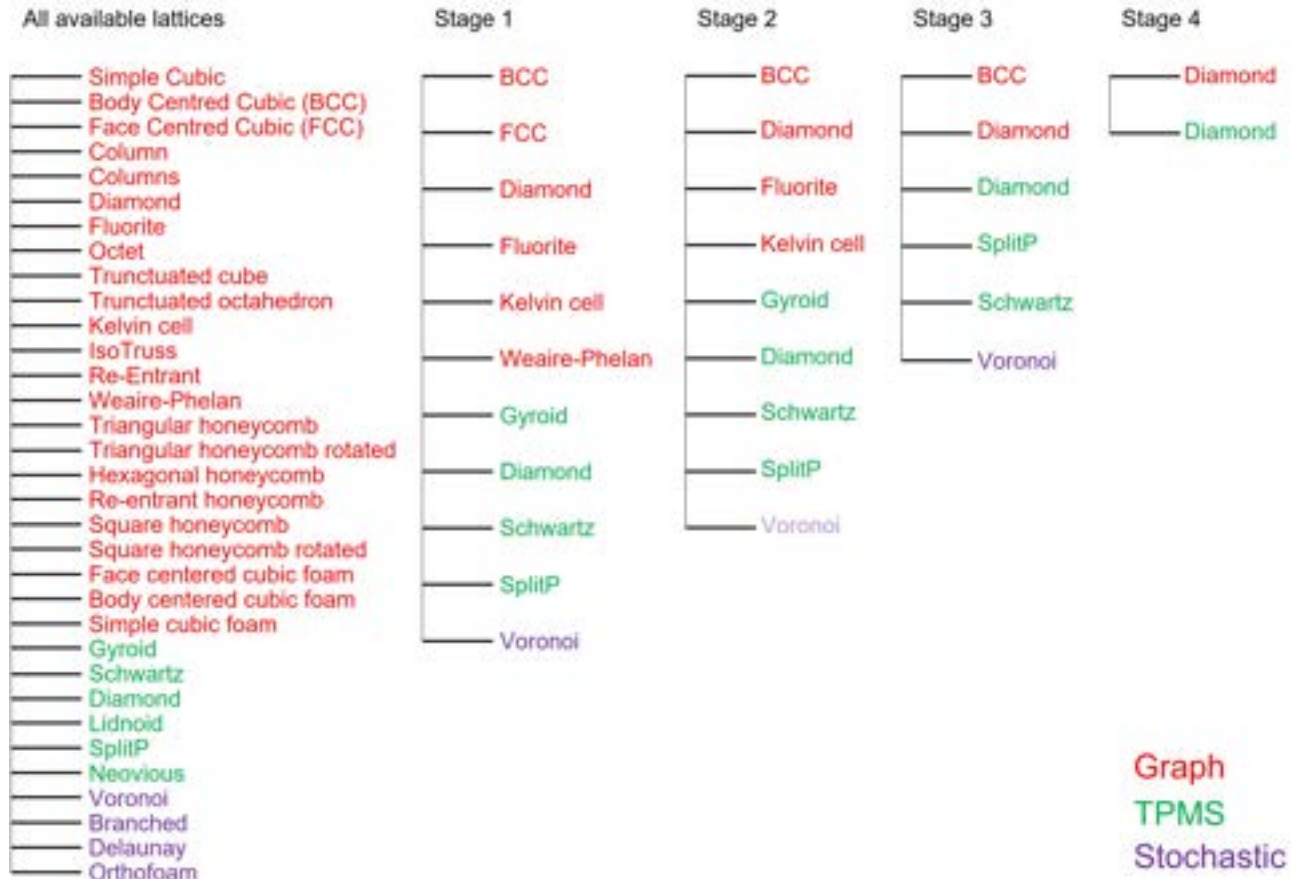 All available lattices
Simple Cubic
Body Centred Cubic (BCC)
Face Centred Cubic (FCC)
Column
Columns
Diamond
Fluorite
Octet
Trunctuated cube
Trunctuated octahedron
Kelvin cell
IsoTruss
Re-Entrant
Weaire-Phelan
Triangular honeycomb
Triangular honeycomb rotated
Hexagonal honeycomb
Re-entrant honeycomb
Square honeycomb
Square honeycomb rotated
Face centered cubic foam
Body centered cubic foam
Simple cubic foam
Gyroid
Schwartz
Diamond
Lidnoid
SplitP
Neovious
Voronoi
Branched
Delaunay
Orthofoam
Stage 1
BCC
FCC
Diamond
Fluorite
Kelvin cell
Weaire-Phelan
Gyroid
Diamond
Schwartz
SplitP
Voronoi
Stage 2
BCC
Diamond
Fluorite
Kelvin cell
Gyroid
Diamond
Schwartz
SplitP
Voronoi
Stage 3
BCC
Diamond
Diamond
SplitP
Schwartz
Voronoi
Stage 4
Diamond
Diamond
Graph
TPMS
Stochastic